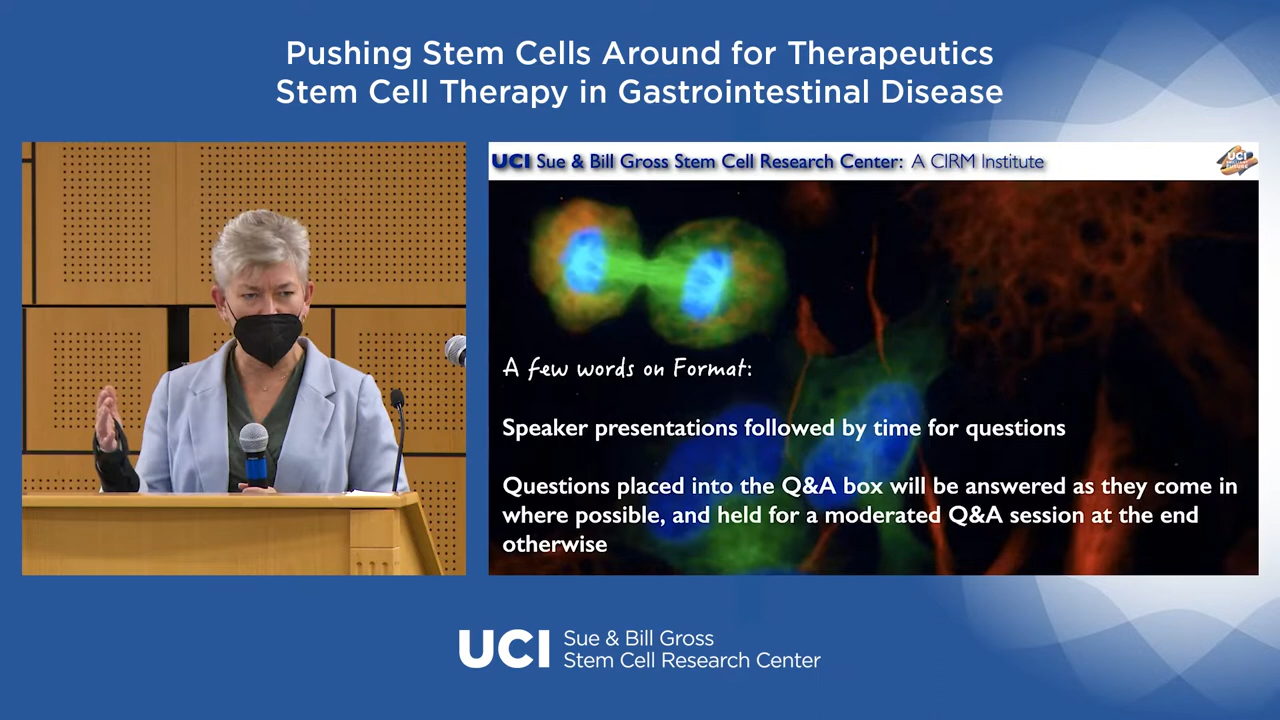 Pushing Stem Cells Around for Therapeutics
Stem Cell Therapy in Gastrointestinal Disease
UCI Sue & Bill Gross Stem Cell Research Center: A CIRM Institute
UCI
BRILLIANT
FUTURE
A few words on Format:
Speaker presentations followed by time for questions
Questions placed into the Q&A box will be answered as they come in
where possible, and held for a moderated Q&A session at the end
otherwise
UCI Sue & Bill Gross
Stem Cell Research Center